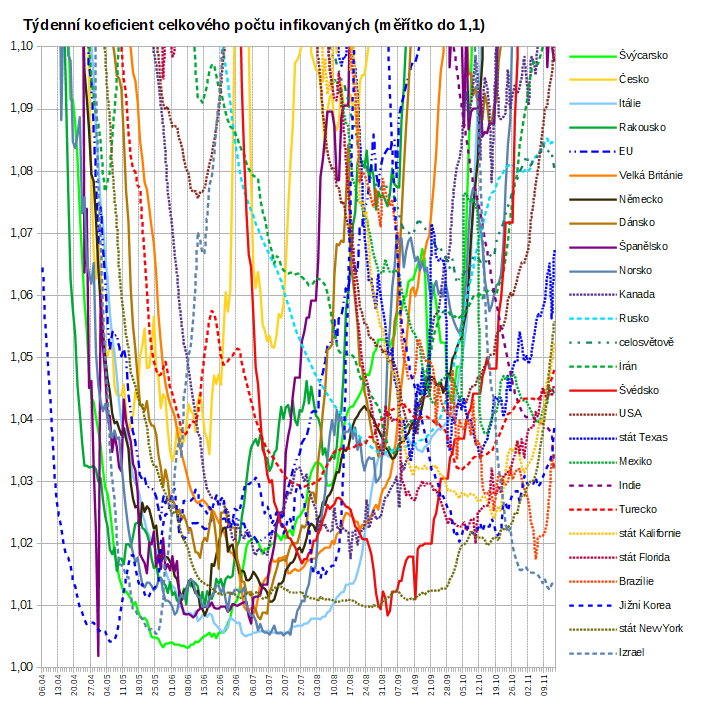 Týdenní koeficient celkového počtu infikovaných (měřítko do 1,1)
1,10
1,09
1,08
1,07
1,06
1,05
1,04
1,03
1,02
1,01
1,00
06.04 13.04 20.04 27.04 04.05 11.05 18.05 25.05 01.06 08.06 15.06 22.06 29.06 06.07 13.07 20.07 27.07 03.08 10.08 17.08 24.08 31.08 07.09 14.09 21.09 28.09 05.10 12.10 19.10 26.10 02.11 09.11
Švýcarsko
Česko
Itálie
Rakousko
EU
Velká Británie
Německo
Dánsko
Španělsko
Norsko
Kanada
Rusko
celosvětově
Írán
Švédsko
USA
stát Texas
Mexiko
Indie
Turecko
stát Kalifornie
stát Florida
Brazílie
Jižní Korea
stát NewYork
Izrael